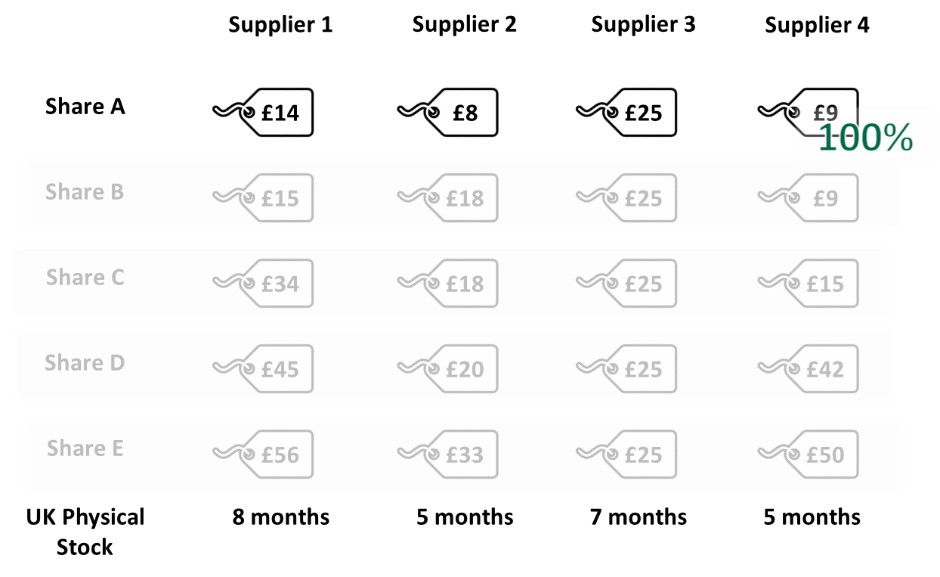 Supplier 1 Supplier 2 Supplier 3 Supplier 4
Share A £14 £8 £25 £9
100%
Share B £15 £18 £25 £9
Share C £34 £18 £25 £15
Share D £45 £20 £25 £42
Share E £56 £33 £25 £50
UK Physical 8 months 5 months 7 months 5 months
Stock